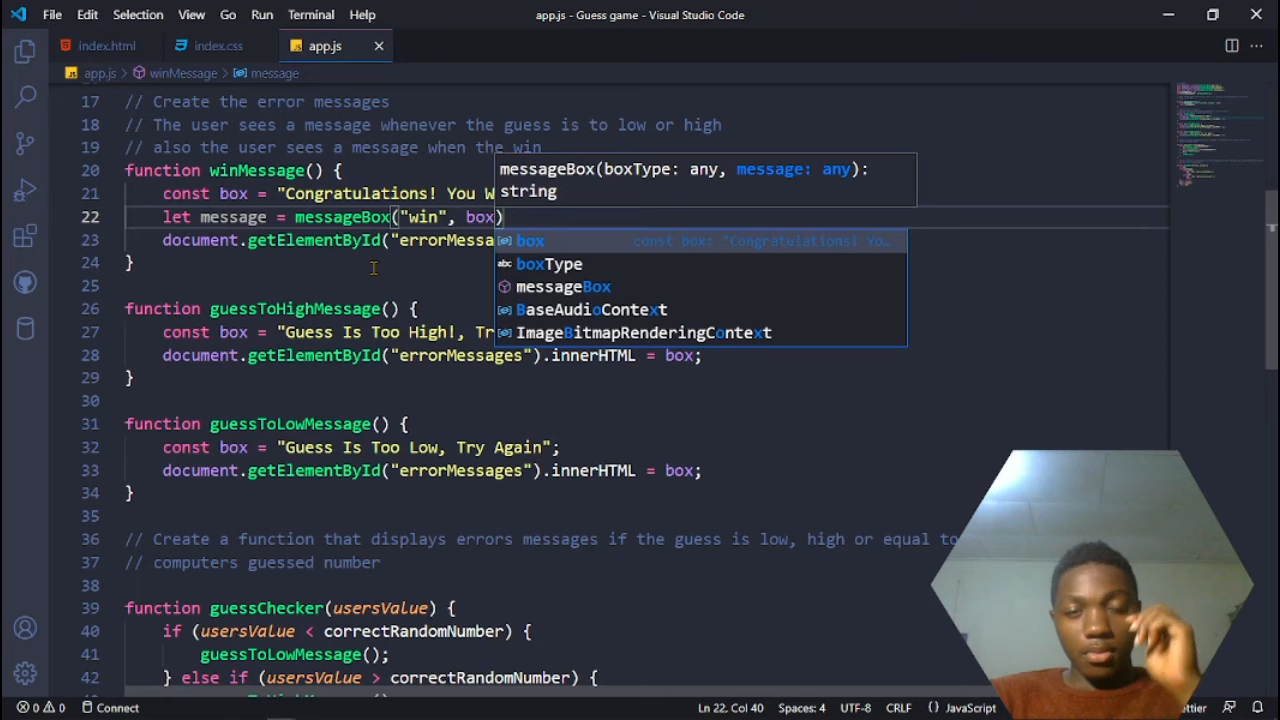 File Edit Selection View Go Run Terminal Help app.js - Guess game - Visual Studio Code
index.html index.css JS app.js
JS app.js > winMessage > message
17 // Create the error messages
18 // The user sees a message whenever the guess is to low or high
19 // also the user sees a message when the win
20 function winMessage() {
messageBox(boxType: any, message: any):
string
21 const box = "Congratulations! You W
22 let message = messageBox("win", box)
23 document.getElementById("errorMessa
box const box: "Congratulations! Yo…
24 }
abc boxType
25
messageBox
26 function guessToHighMessage() {
BaseAudioContext
27 const box = "Guess Is Too High!, Tr
ImageBitmapRenderingContext
28 document.getElementById("errorMessages").innerHTML = box;
29 }
30
31 function guessToLowMessage() {
32 const box = "Guess Is Too Low, Try Again";
33 document.getElementById("errorMessages").innerHTML = box;
34 }
35
36 // Create a function that displays errors messages if the guess is low, high or equal to
37 // computers guessed number
38
39 function guessChecker(usersValue) {
40 if (usersValue < correctRandomNumber) {
41 guessToLowMessage();
42 } else if (usersValue > correctRandomNumber) {
0 0 Connect Ln 22, Col 40 Spaces: 4 UTF-8 CRLF {} JavaScript